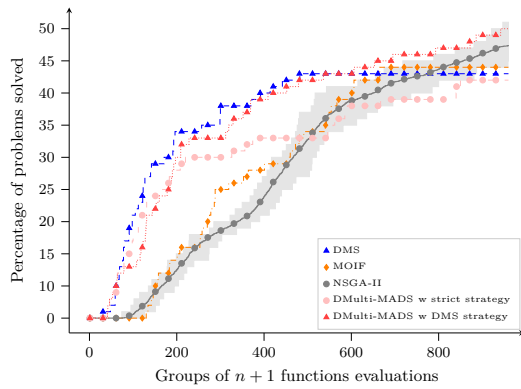 Percentage of problems solved
50
45
40
35
30
25
20
15
10
5
0
0 200 400 600 800
Groups of n + 1 functions evaluations
DMS
MOIF
NSGA-II
DMulti-MADS w strict strategy
DMulti-MADS w DMS strategy